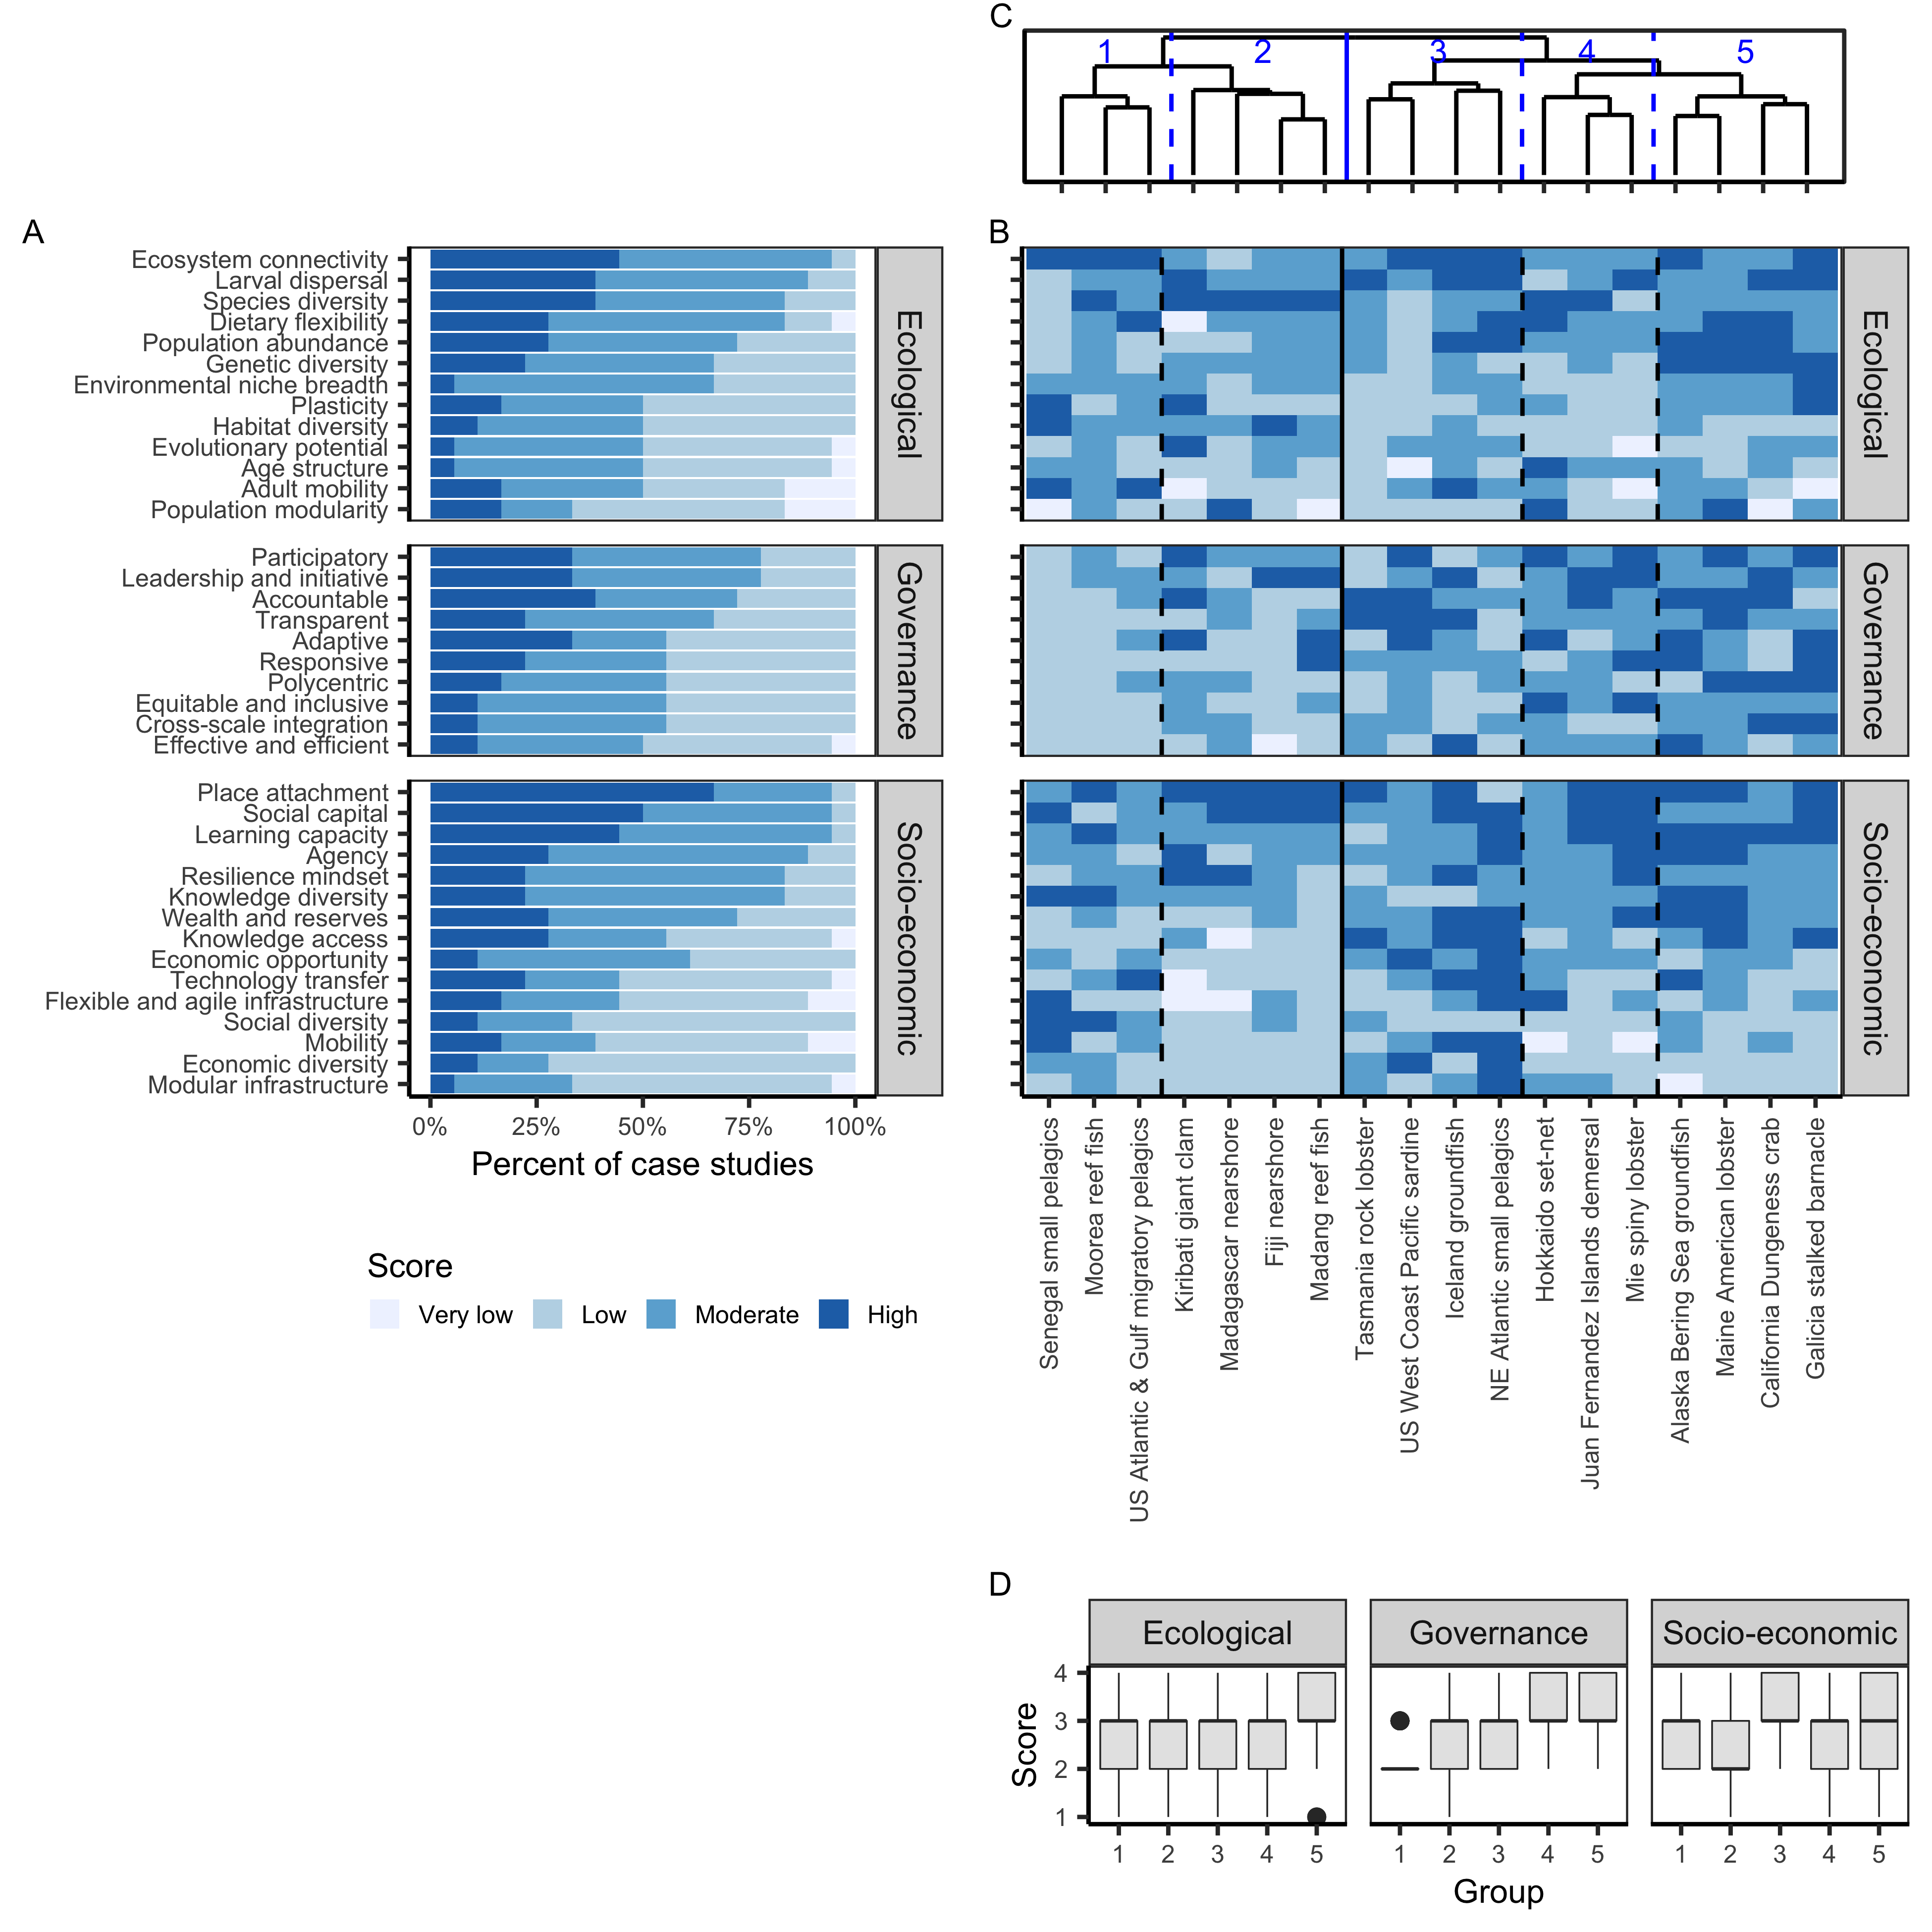 C
1 2 3 4 5
A
Ecosystem connectivity
Larval dispersal
Species diversity
Dietary flexibility
Population abundance
Genetic diversity
Environmental niche breadth
Plasticity
Habitat diversity
Evolutionary potential
Age structure
Adult mobility
Population modularity
Ecological
Participatory
Leadership and initiative
Accountable
Transparent
Adaptive
Responsive
Polycentric
Equitable and inclusive
Cross-scale integration
Effective and efficient
Governance
Place attachment
Social capital
Learning capacity
Agency
Resilience mindset
Knowledge diversity
Wealth and reserves
Knowledge access
Economic opportunity
Technology transfer
Flexible and agile infrastructure
Social diversity
Mobility
Economic diversity
Modular infrastructure
Socio-economic
0% 25% 50% 75% 100%
Percent of case studies
Score
Very low Low Moderate High
B
Ecological
Governance
Socio-economic
Senegal small pelagics
Moorea reef fish
US Atlantic & Gulf migratory pelagics
Kiribati giant clam
Madagascar nearshore
Fiji nearshore
Madang reef fish
Tasmania rock lobster
US West Coast Pacific sardine
Iceland groundfish
NE Atlantic small pelagics
Hokkaido set-net
Juan Fernandez Islands demersal
Mie spiny lobster
Alaska Bering Sea groundfish
Maine American lobster
California Dungeness crab
Galicia stalked barnacle
D
Ecological Governance Socio-economic
Score
4
3
2
1
1 2 3 4 5 1 2 3 4 5 1 2 3 4 5
Group